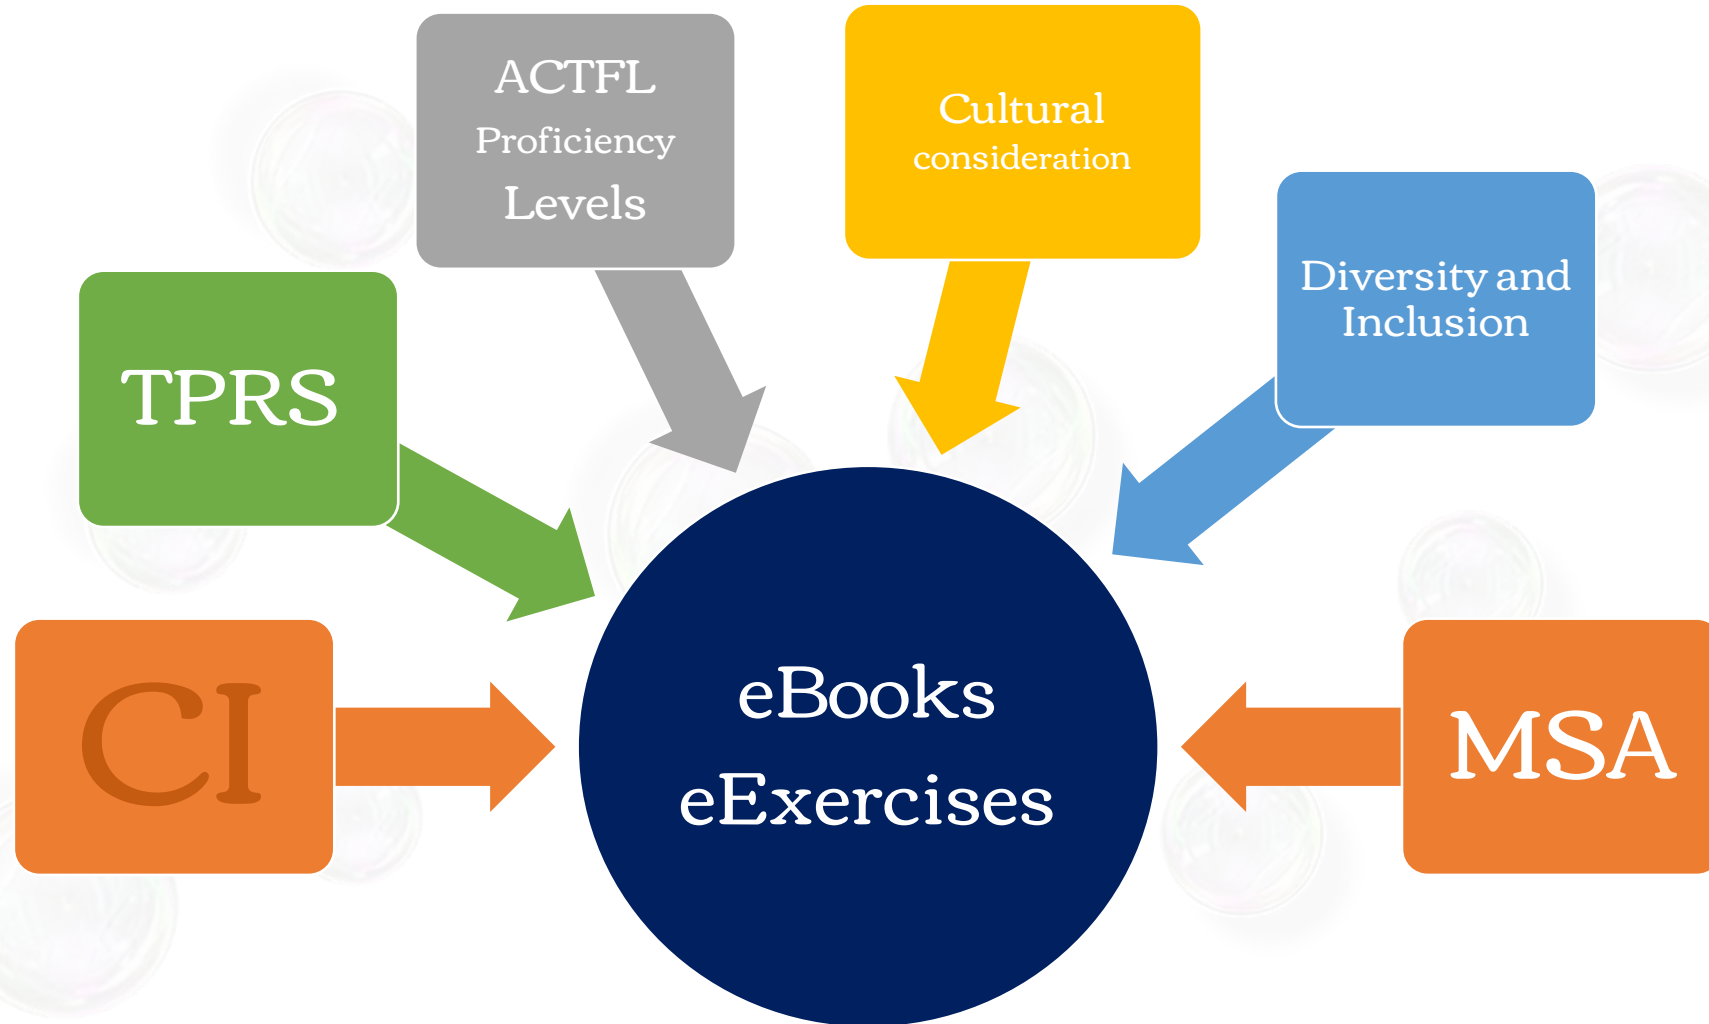 ACTFL
Proficiency
Levels
Cultural
consideration
Diversity and
Inclusion
TPRS
CI
eBooks
eExercises
MSA